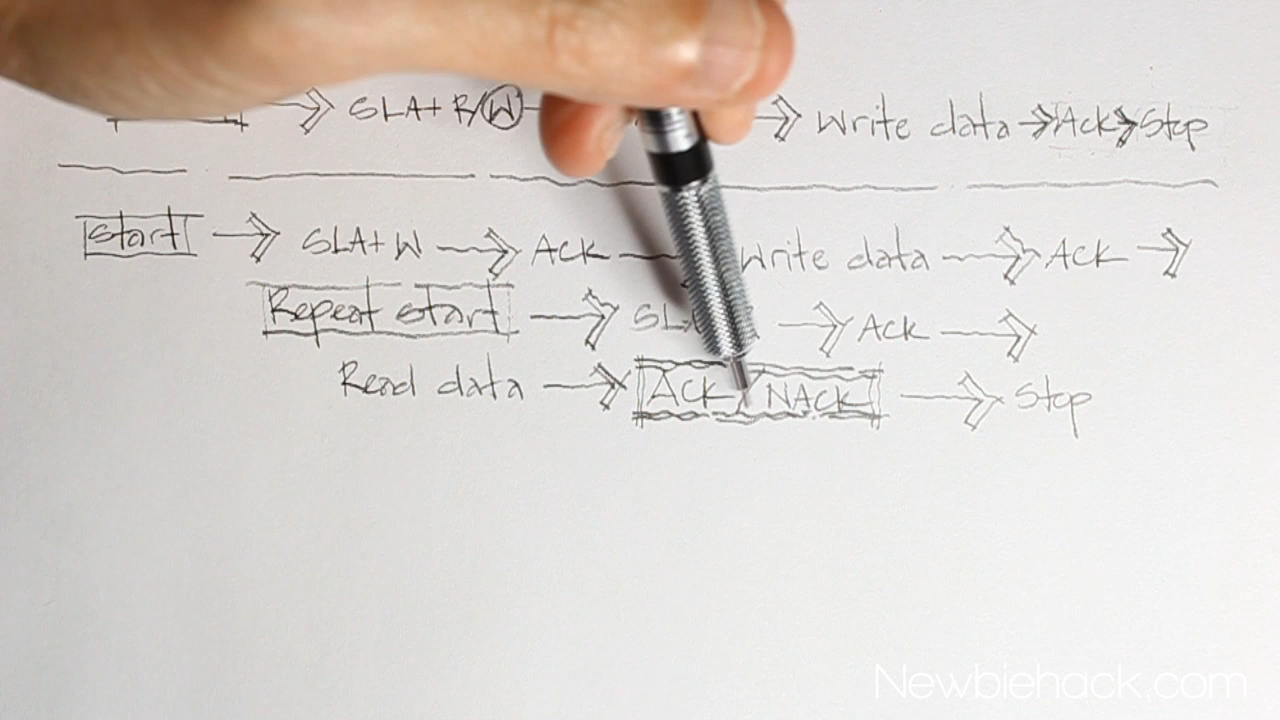 SLA+ R/W Write data Ack Stop
Start SLA+ W Ack Write data Ack
Repeat start Ack
Read data Ack/NACK Stop
Newbiehack.com